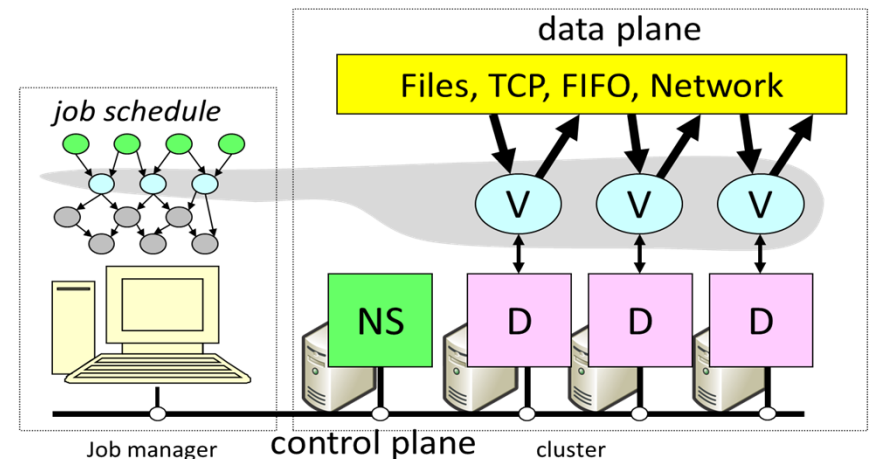 data plane
Files, TCP, FIFO, Network
job schedule
V V V
NS D D D
Job manager control plane cluster